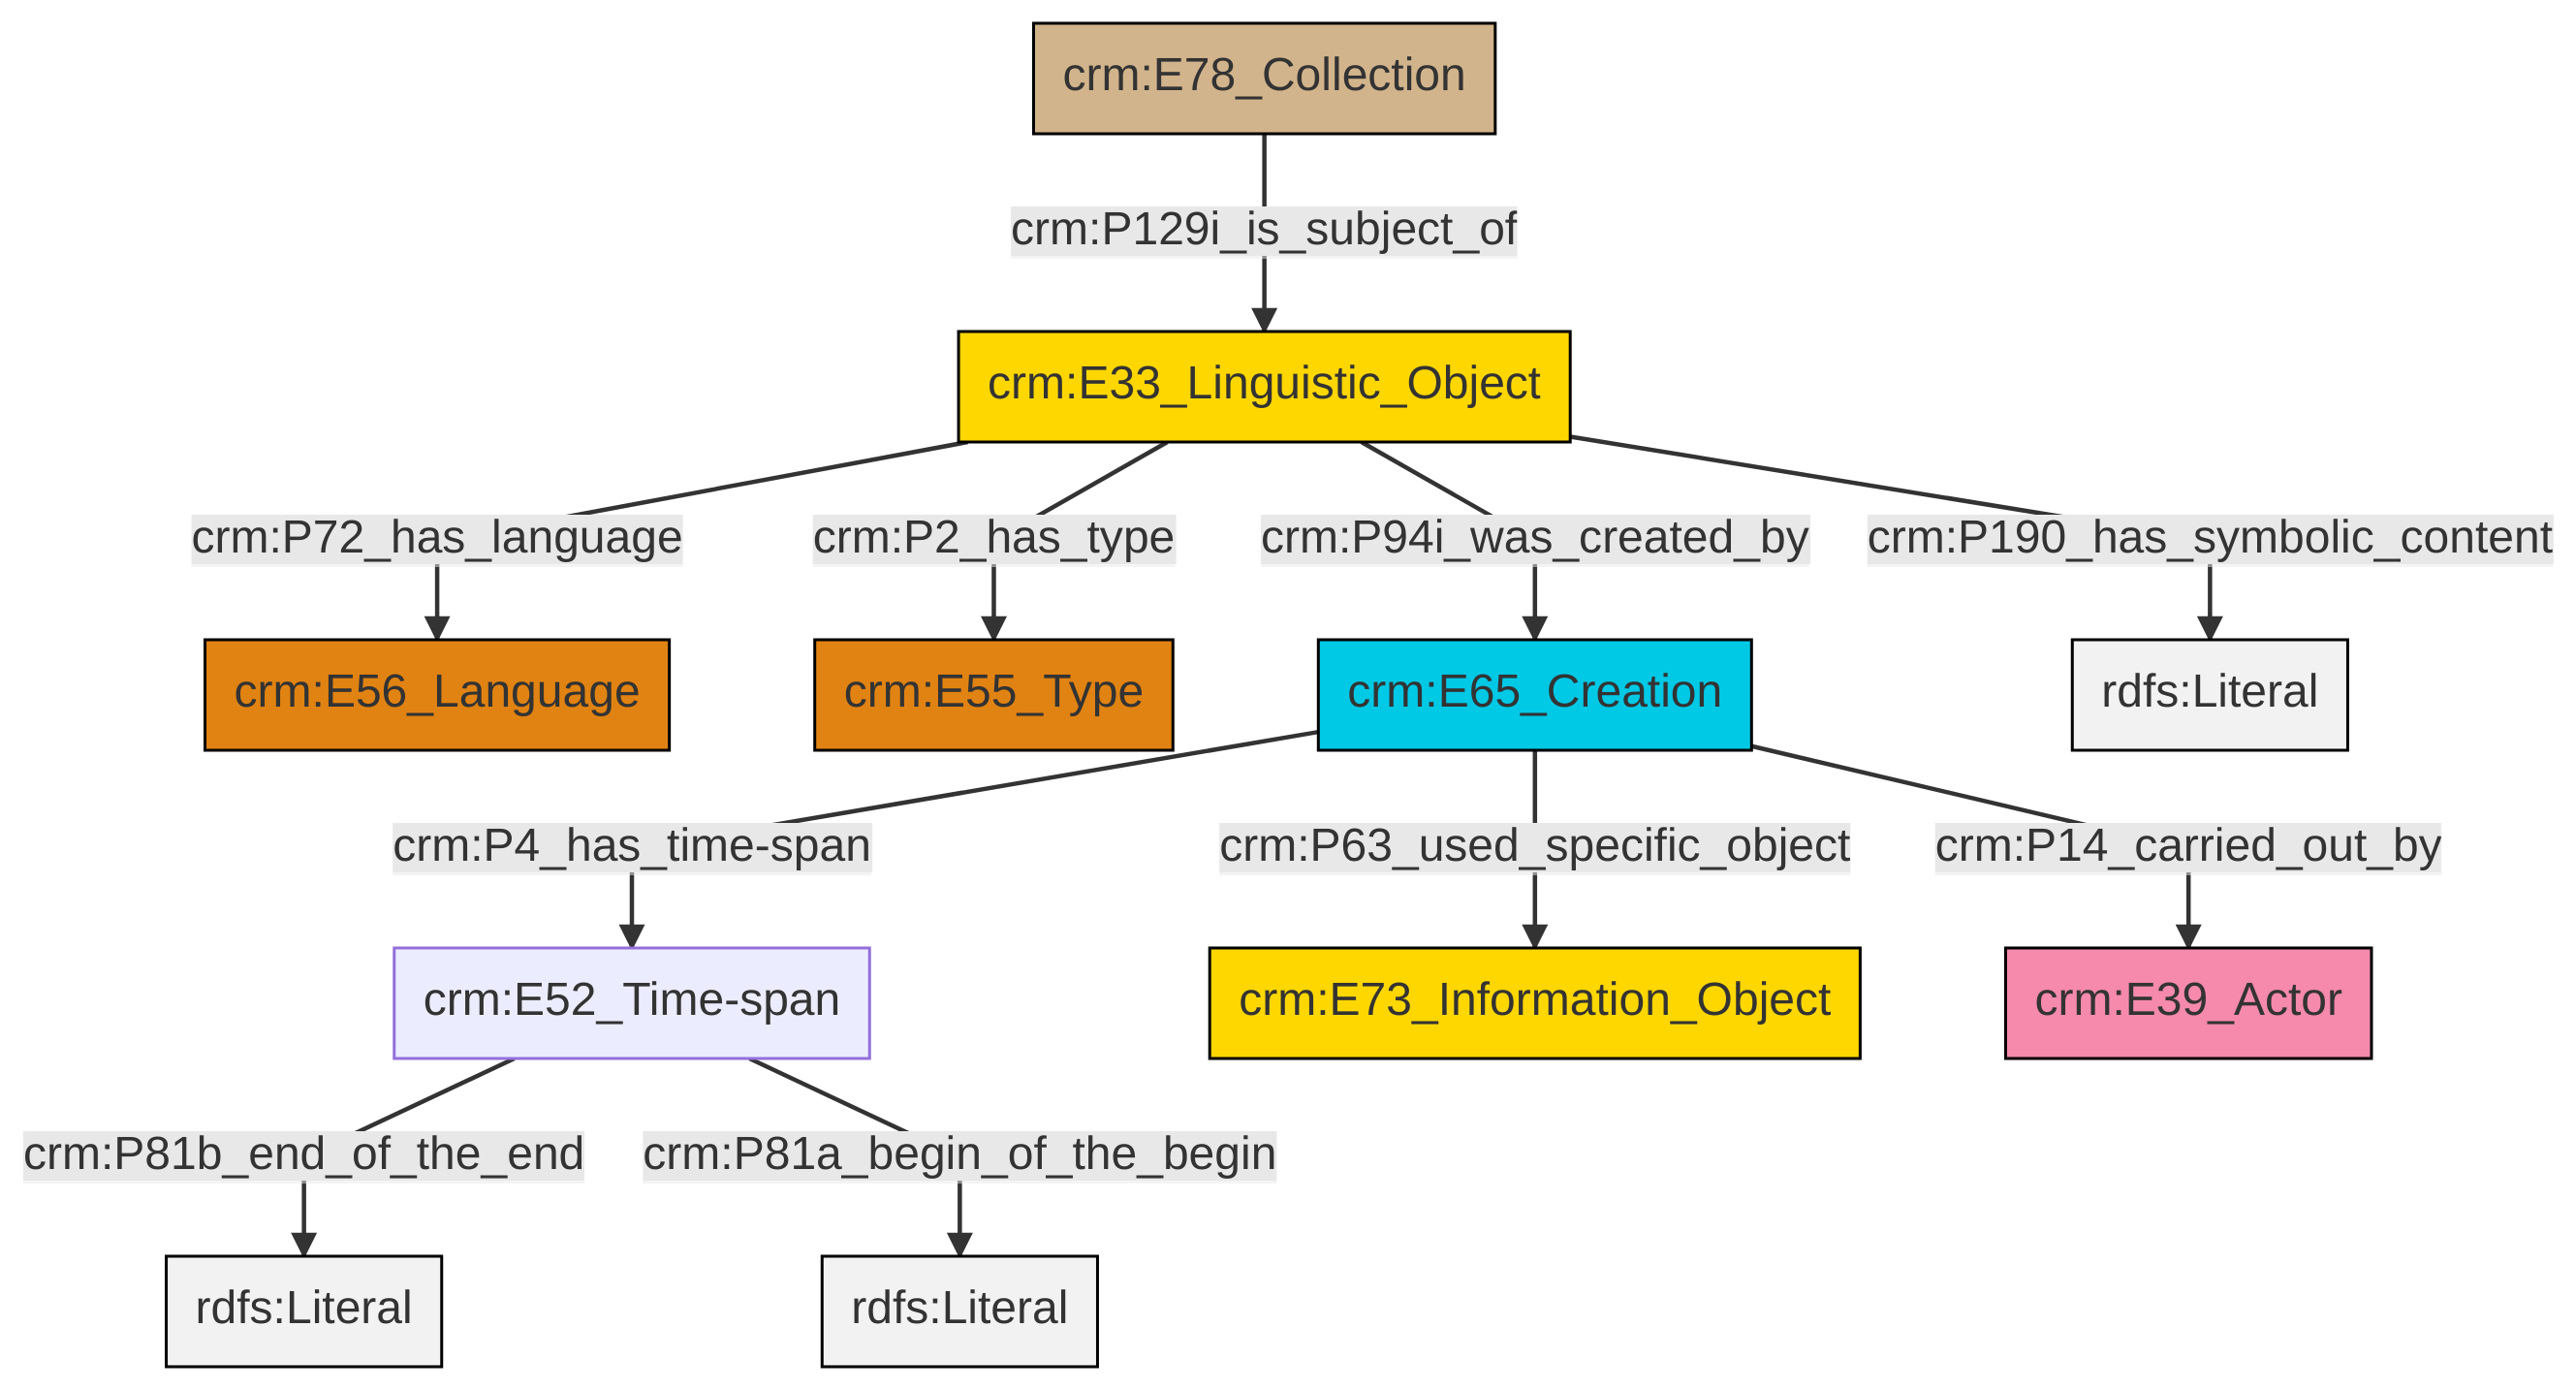 crm:E78_Collection
crm:P129i_is_subject_of
crm:E33_Linguistic_Object
crm:P72_has_language
crm:P2_has_type
crm:P94i_was_created_by
crm:P190_has_symbolic_content
crm:E56_Language
crm:E55_Type
crm:E65_Creation
rdfs:Literal
crm:P4_has_time-span
crm:P63_used_specific_object
crm:P14_carried_out_by
crm:E52_Time-span
crm:E73_Information_Object
crm:E39_Actor
crm:P81b_end_of_the_end
crm:P81a_begin_of_the_begin
rdfs:Literal
rdfs:Literal